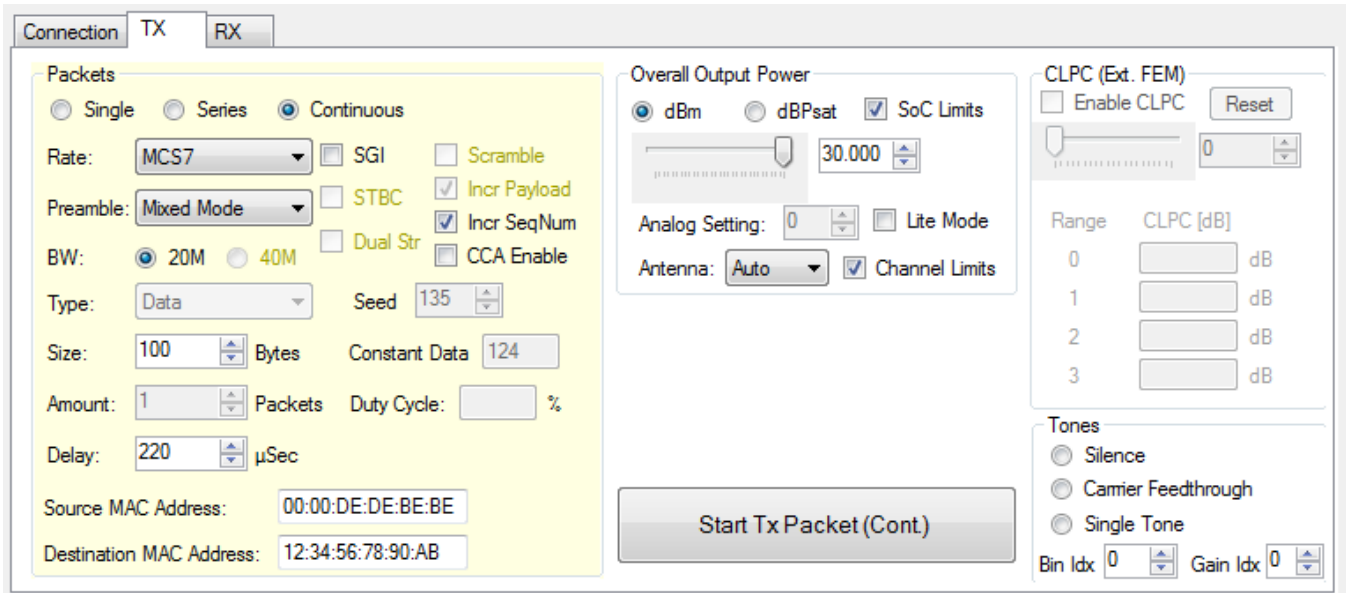 Connection TX RX
Packets
Single Series Continuous
Rate: MCS7 SGI Scramble
Preamble: Mixed Mode STBC Incr Payload
Incr SeqNum
BW: 20M 40M Dual Str CCA Enable
Type: Data Seed 135
Size: 100 Bytes Constant Data 124
Amount: 1 Packets Duty Cycle: %
Delay: 220 µSec
Source MAC Address: 00:00:DE:DE:BE:BE
Destination MAC Address: 12:34:56:78:90:AB
Overall Output Power
dBm dBPsat SoC Limits
30.000
Analog Setting: 0 Lite Mode
Antenna: Auto Channel Limits
Start Tx Packet (Cont.)
CLPC (Ext. FEM)
Enable CLPC Reset
0
Range CLPC [dB]
0 dB
1 dB
2 dB
3 dB
Tones
Silence
Carrier Feedthrough
Single Tone
Bin Idx 0 Gain Idx 0